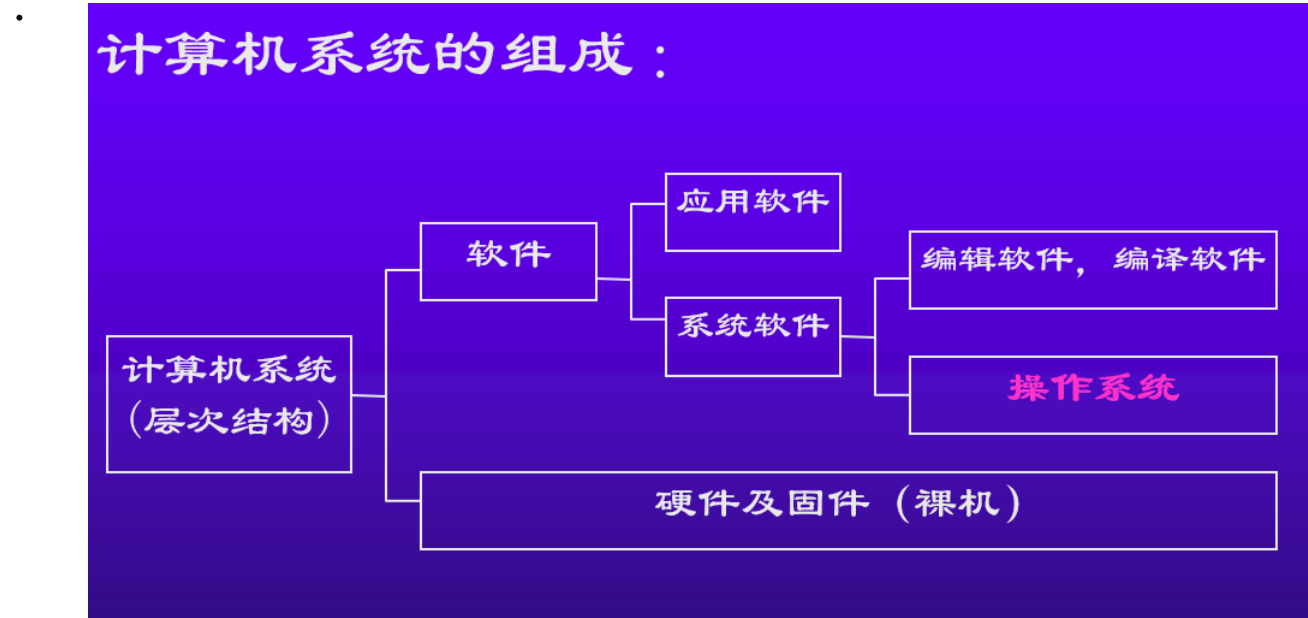 计算机系统的组成：
应用软件
软件
编辑软件，编译软件
系统软件
计算机系统
（层次结构）
操作系统
硬件及固件（裸机）